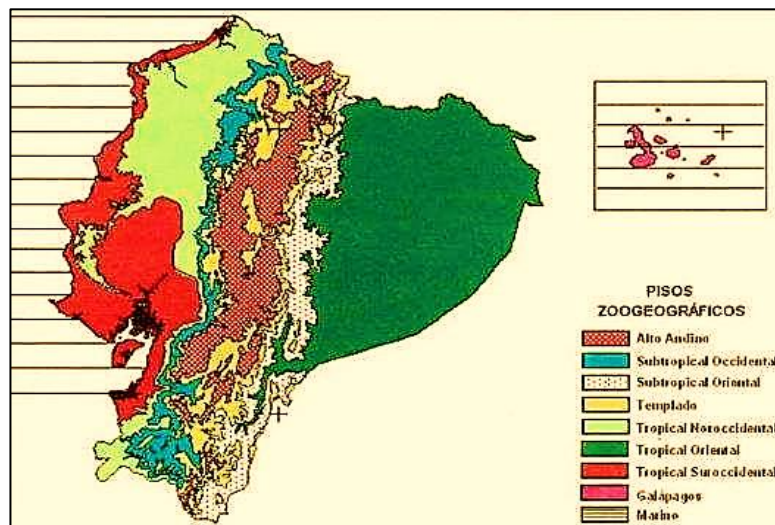 PISOS
ZOOGEOGRÁFICOS
Alto Andino
Subtropical Occidental
Subtropical Oriental
Templado
Tropical Noroccidental
Tropical Oriental
Tropical Suroccidental
Galápagos
Marino